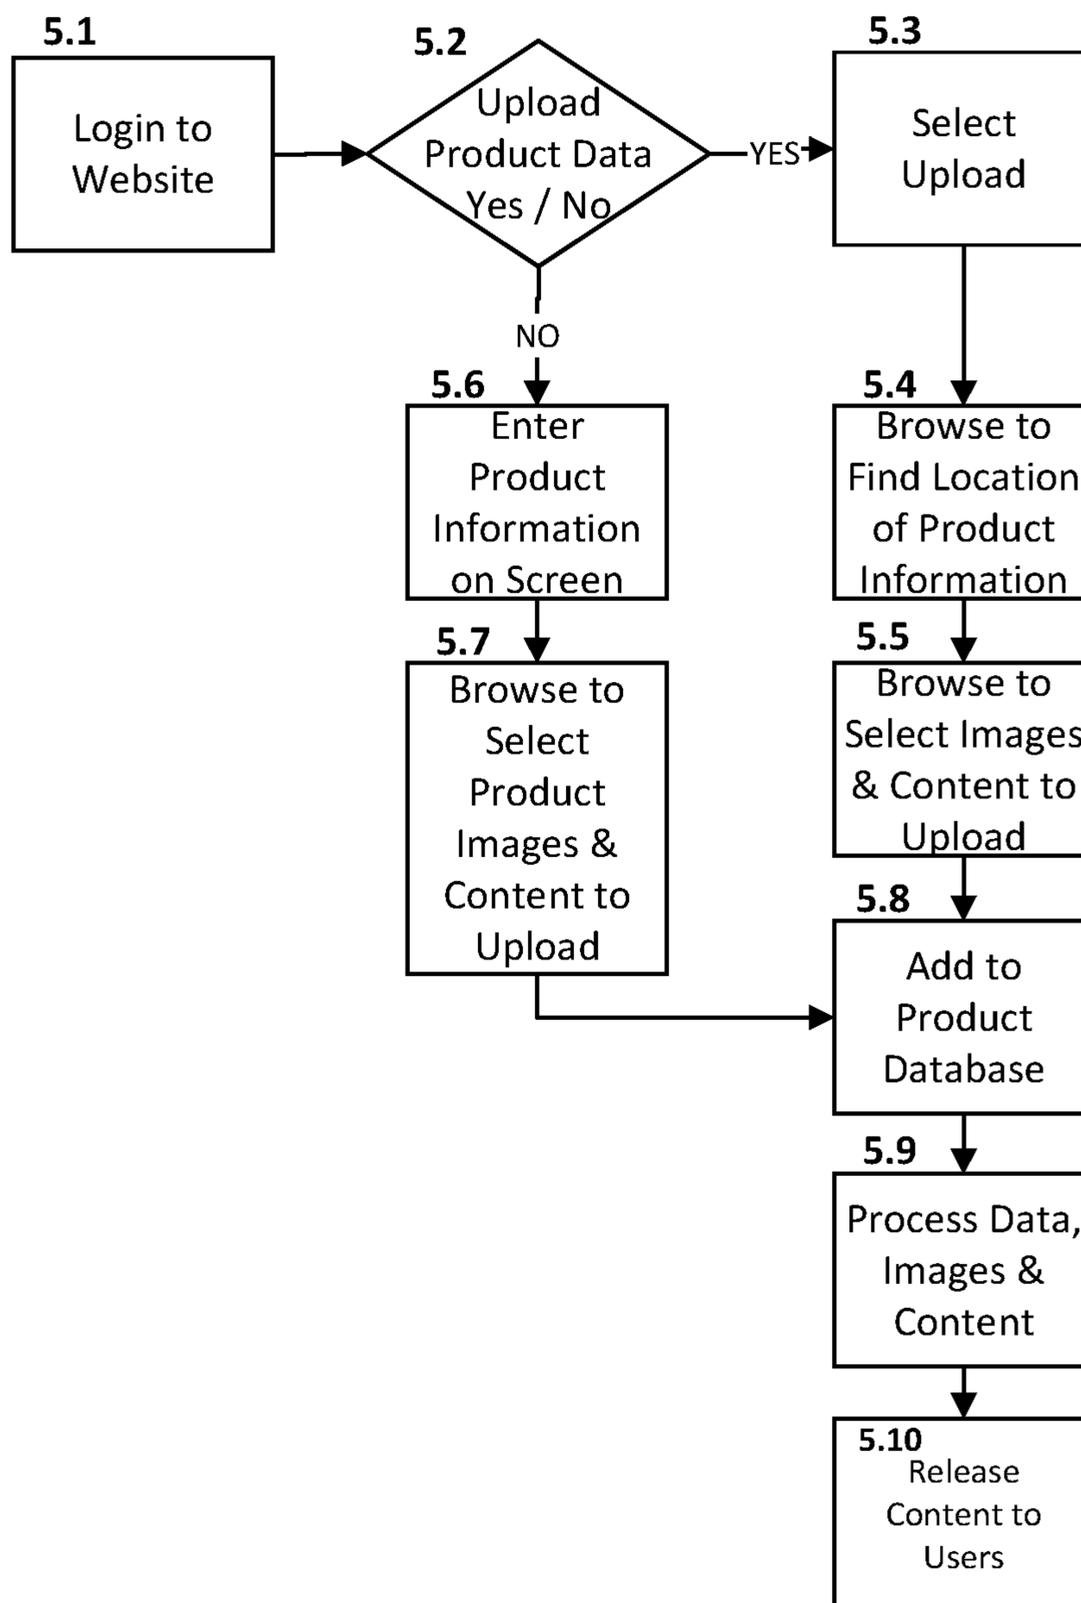 5.1
Login to
Website
5.2
Upload
Product Data
Yes / No
YES
5.3
Select
Upload
NO
5.6
Enter
Product
Information
on Screen
5.4
Browse to
Find Location
of Product
Information
5.7
Browse to
Select
Product
Images &
Content to
Upload
5.5
Browse to
Select Images
& Content to
Upload
5.8
Add to
Product
Database
5.9
Process Data,
Images &
Content
5.10
Release
Content to
Users